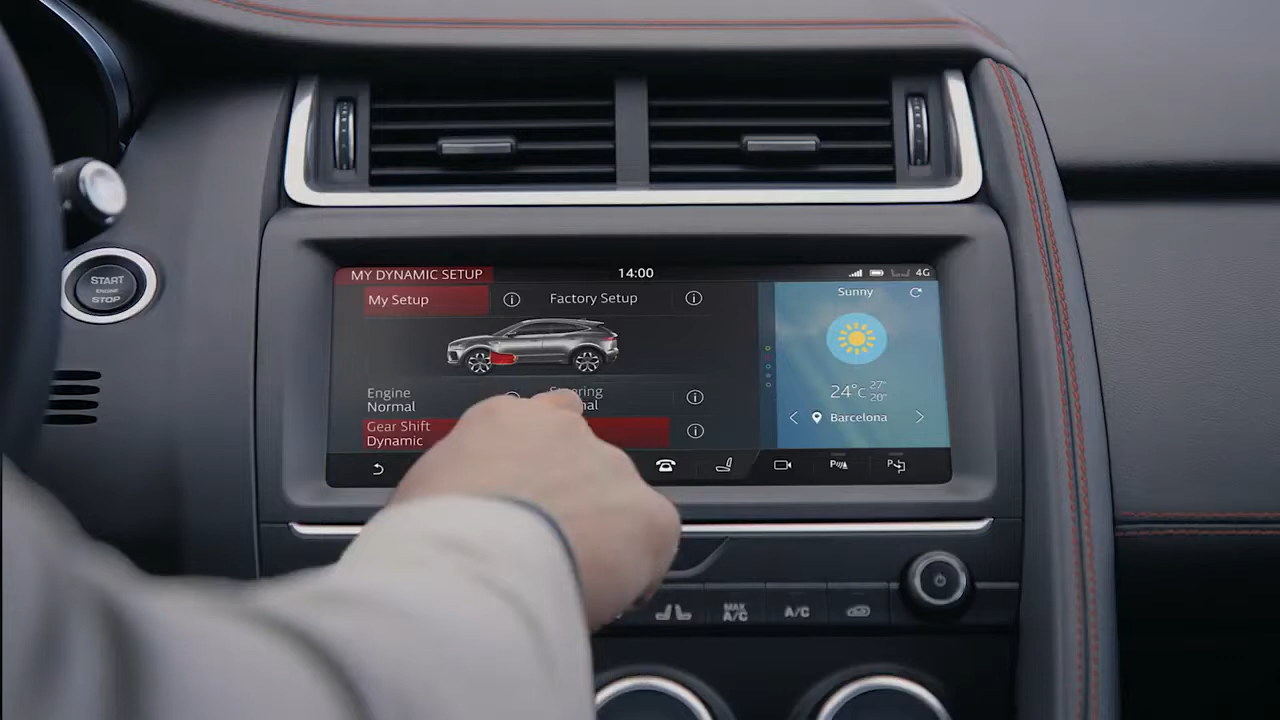 MY DYNAMIC SETUP
14:00
4G
My Setup
Factory Setup
Sunny
Engine
Normal
Gear Shift
Dynamic
24°C
27°
20°
Barcelona
START
ENGINE
STOP
MAX
A/C
A/C